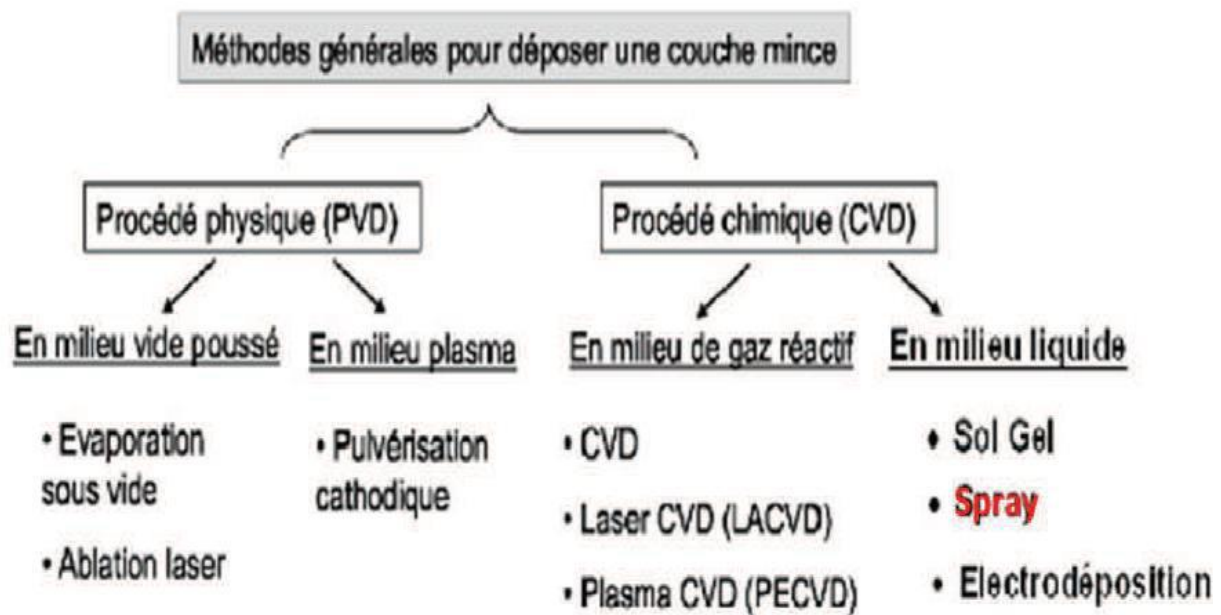 Méthodes générales pour déposer une couche mince
Procédé physique (PVD)
Procédé chimique (CVD)
En milieu vide poussé
En milieu plasma
En milieu de gaz réactif
En milieu liquide
• Evaporation
sous vide
• Ablation laser
• Pulvérisation
cathodique
• CVD
• Laser CVD (LACVD)
• Plasma CVD (PECVD)
• Sol Gel
• Spray
• Electrodéposition